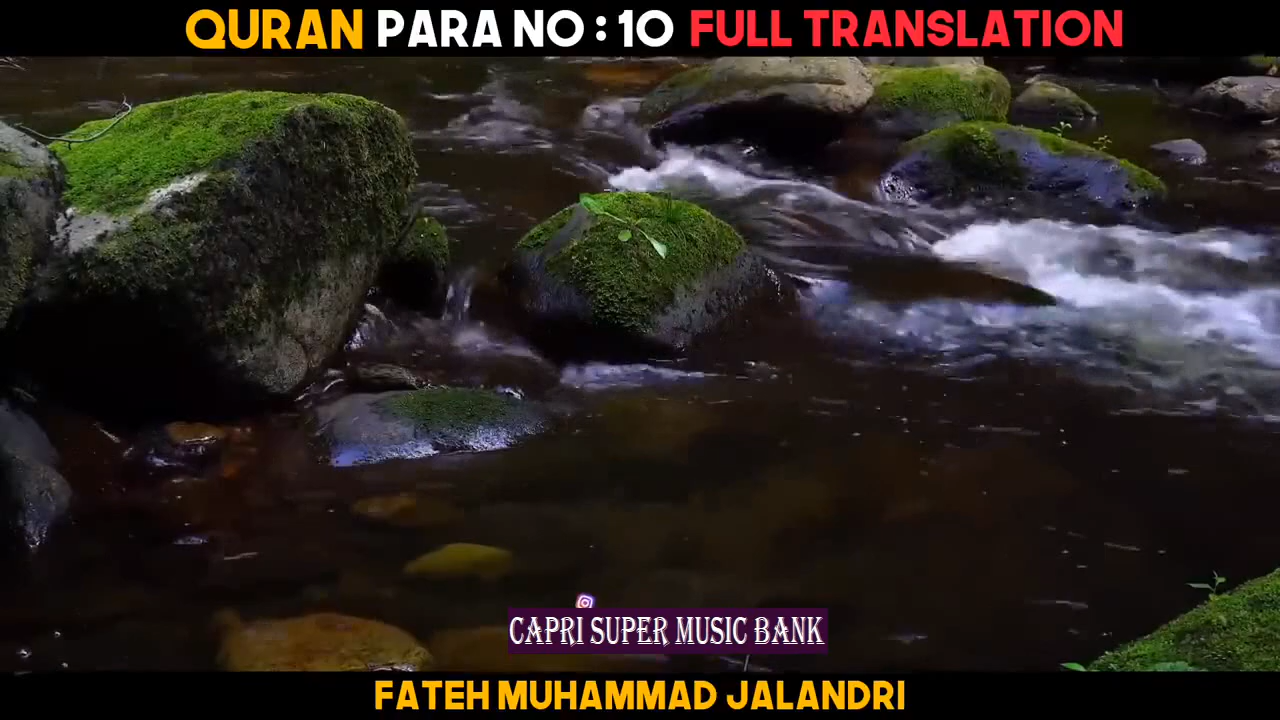 QURAN PARA NO : 10 FULL TRANSLATION
CAPRI SUPER MUSIC BANK
FATEH MUHAMMAD JALANDRI